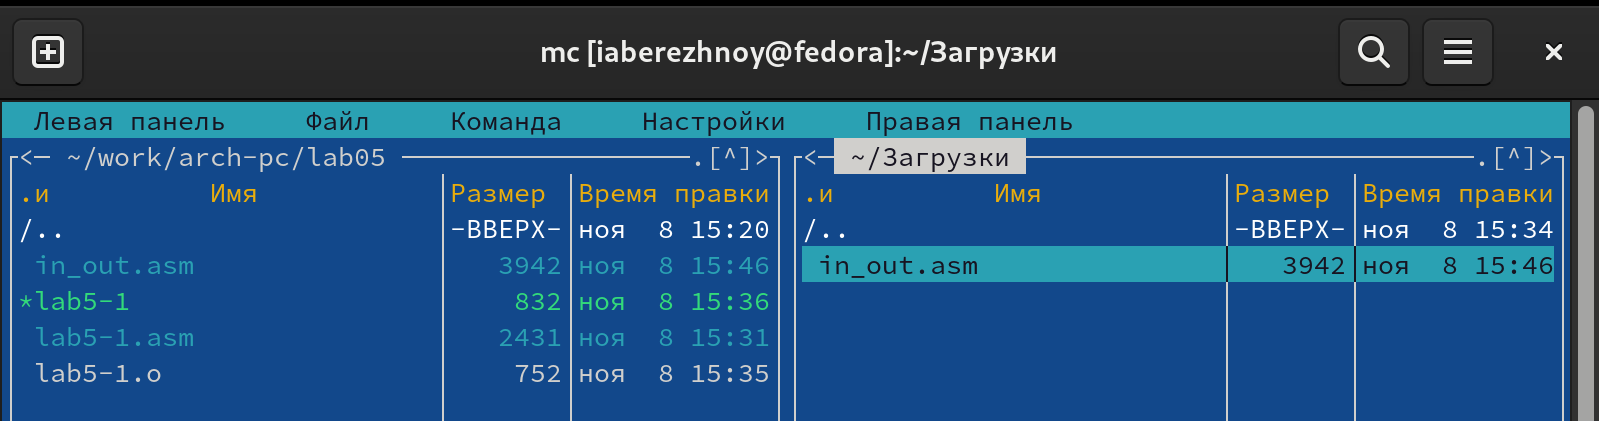 mc [iaberezhnoy@fedora]:~/Загрузки
Левая панель Файл Команда Настройки Правая панель
<─ ~/work/arch-pc/lab05 ─.[^]> <─ ~/Загрузки ─.[^]>
.и Имя Размер Время правки .и Имя Размер Время правки
/.. -ВВЕРХ- ноя 8 15:20 /.. -ВВЕРХ- ноя 8 15:34
in_out.asm 3942 ноя 8 15:46 in_out.asm 3942 ноя 8 15:46
*lab5-1 832 ноя 8 15:36
lab5-1.asm 2431 ноя 8 15:31
lab5-1.o 752 ноя 8 15:35